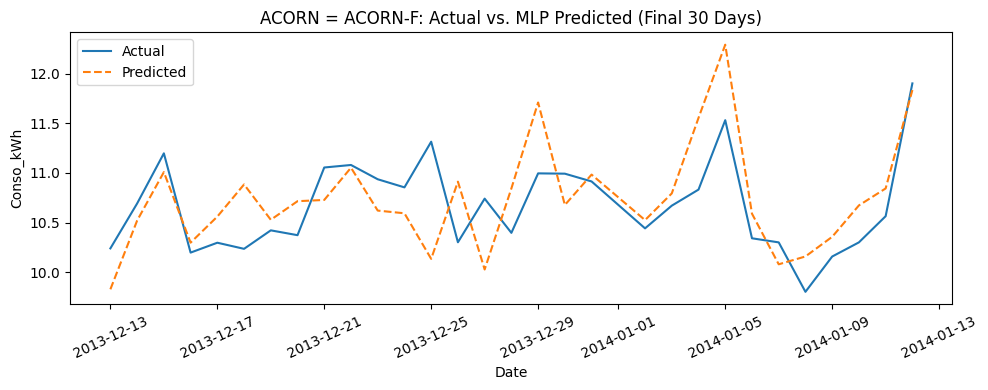 ACORN = ACORN-F: Actual vs. MLP Predicted (Final 30 Days)
Actual
Predicted
Conso_kWh
12.0
11.5
11.0
10.5
10.0
2013-12-13
2013-12-17
2013-12-21
2013-12-25
2013-12-29
2014-01-01
2014-01-05
2014-01-09
2014-01-13
Date